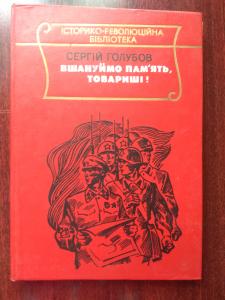 ІСТОРИКО-РЕВОЛЮЦІЙНА
БІБЛІОТЕКА
СЕРГІЙ ГОЛУБОВ
ВШАНУЙМО ПАМ'ЯТЬ,
ТОВАРИШІ!